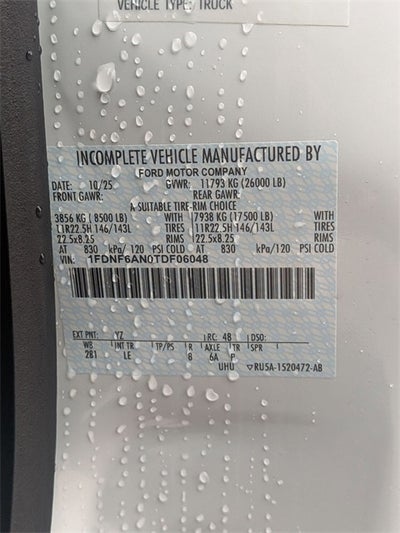 VEHICLE TYPE: TRUCK
INCOMPLETE VEHICLE MANUFACTURED BY
FORD MOTOR COMPANY
DATE: 10/25 GVWR: 11793 KG (26000 LB)
FRONT GAWR: REAR GAWR:
A SUITABLE TIRE-RIM CHOICE
3856 KG ( 8500 LB) WITH 7938 KG (17500 LB) WITH
11R22.5H 146/143L TIRES 11R22.5H 146/143L TIRES
22.5x8.25 RIMS 22.5x8.25 RIMS
AT 830 kPa/120 PSI COLD AT 830 kPa/120 PSI COLD
VIN: 1FDNF6AN0TDF06048
EXT PNT: YZ RC: 48 DSO:
WB INT TR TP/PS R AXLE TR SPR
281 LE 8 6A P
UHU ▽RU5A-1520472-AB